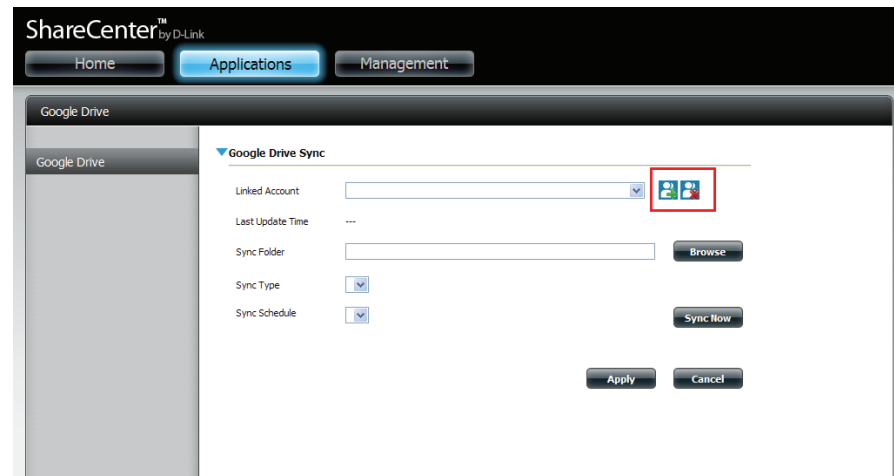 ShareCenter™ by D-Link
Home Applications Management
Google Drive
Google Drive
Google Drive Sync
Linked Account
Last Update Time ---
Sync Folder Browse
Sync Type
Sync Schedule Sync Now
Apply Cancel